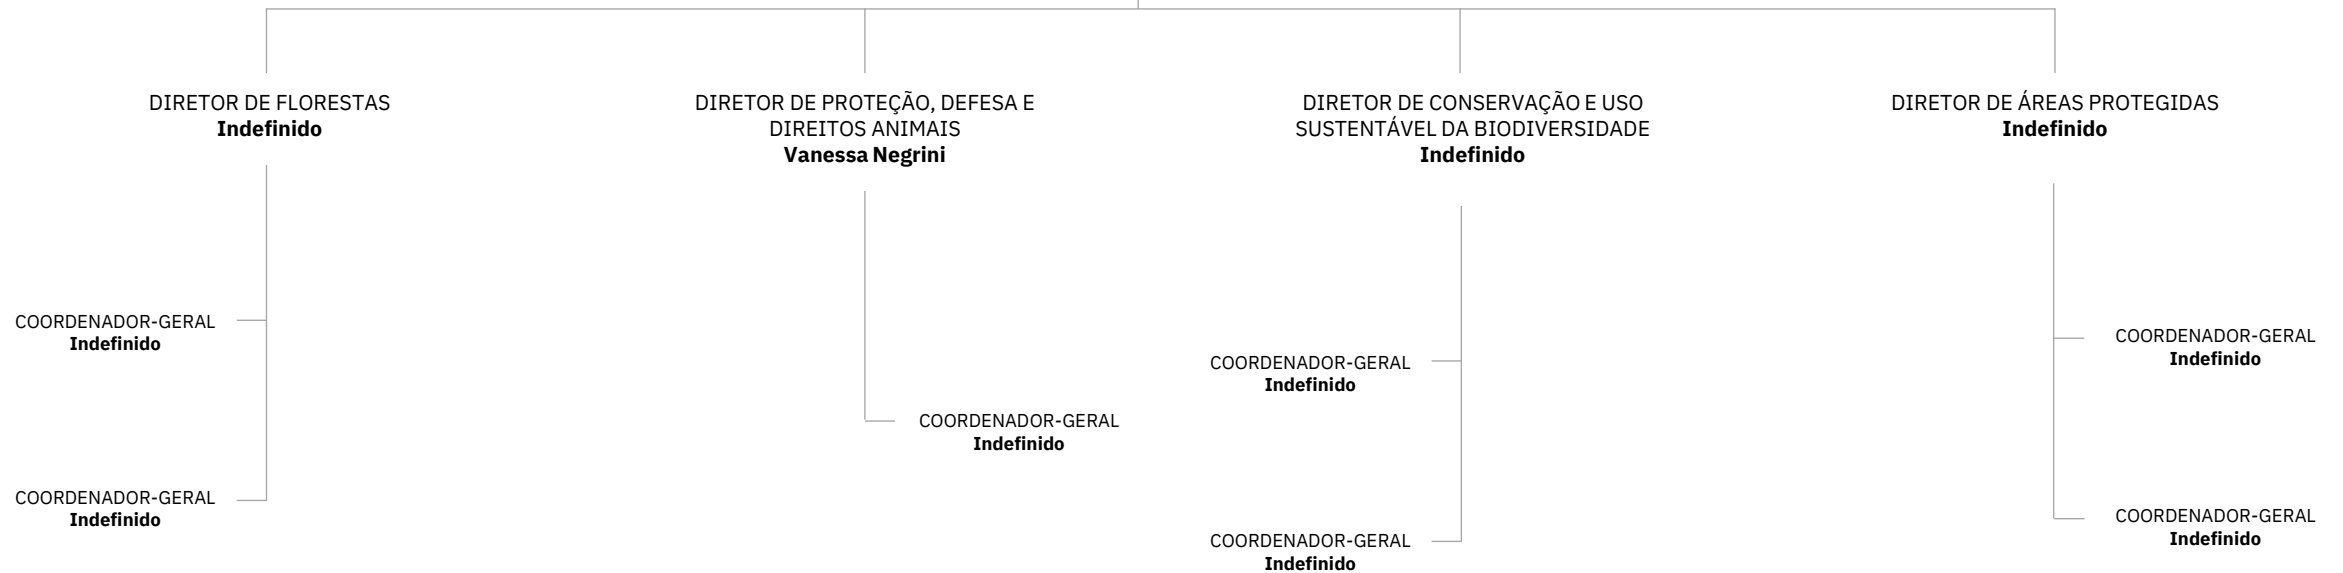 DIRETOR DE FLORESTAS
Indefinido
DIRETOR DE PROTEÇÃO, DEFESA E
DIREITOS ANIMAIS
Vanessa Negrini
DIRETOR DE CONSERVAÇÃO E USO
SUSTENTÁVEL DA BIODIVERSIDADE
Indefinido
DIRETOR DE ÁREAS PROTEGIDAS
Indefinido
COORDENADOR-GERAL
Indefinido
COORDENADOR-GERAL
Indefinido
COORDENADOR-GERAL
Indefinido
COORDENADOR-GERAL
Indefinido
COORDENADOR-GERAL
Indefinido
COORDENADOR-GERAL
Indefinido
COORDENADOR-GERAL
Indefinido